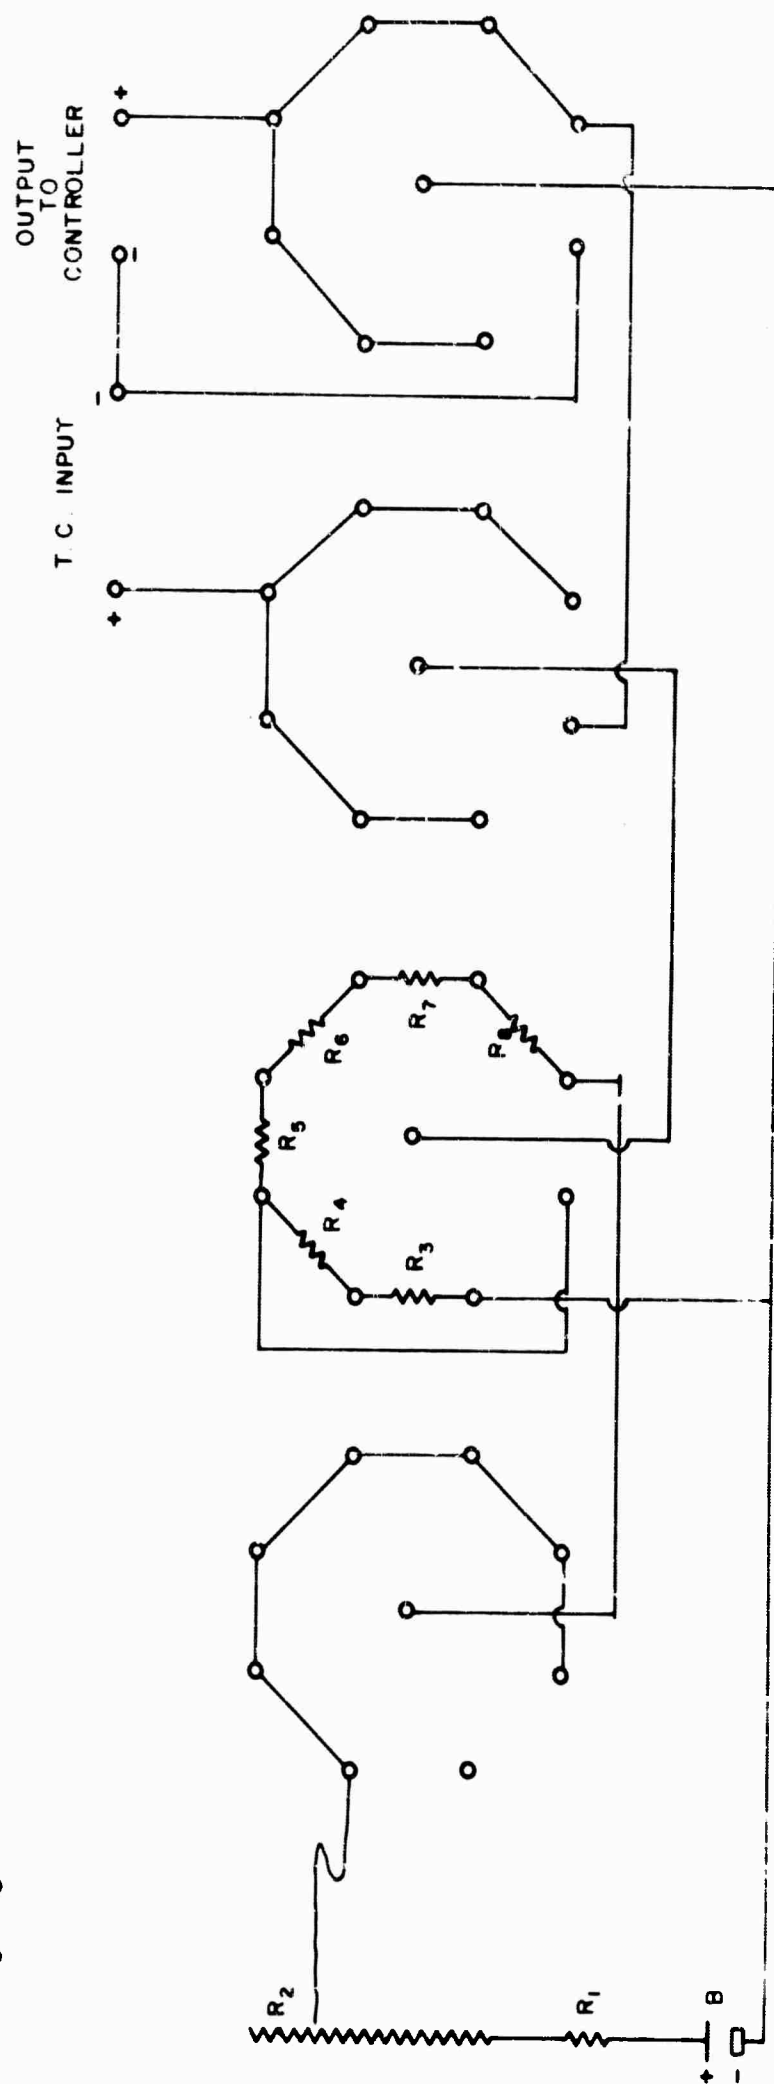 OUTPUT
TO
CONTROLLER
+
-
-
T.C. INPUT
+
R6
R7
R5
R4
R3
R2
R1
B
+
-